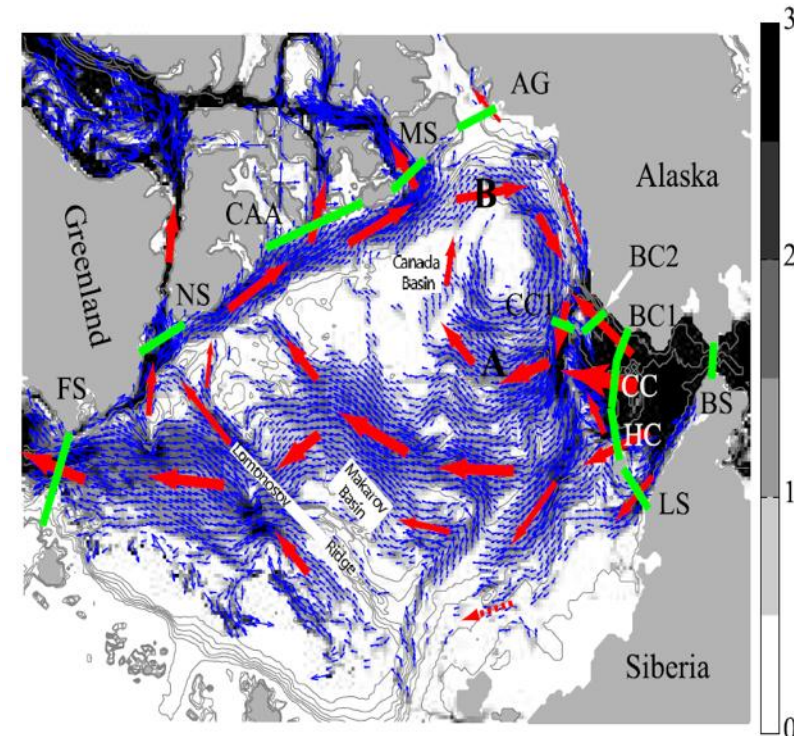 3
AG
MS
Alaska
B
CAA
Greenland
BC2
Canada
Basin
NS
CC1
BC1
2
A
CC
BS
FS
HC
Lomonosov
Ridge
Makarov
Basin
LS
1
Siberia
0